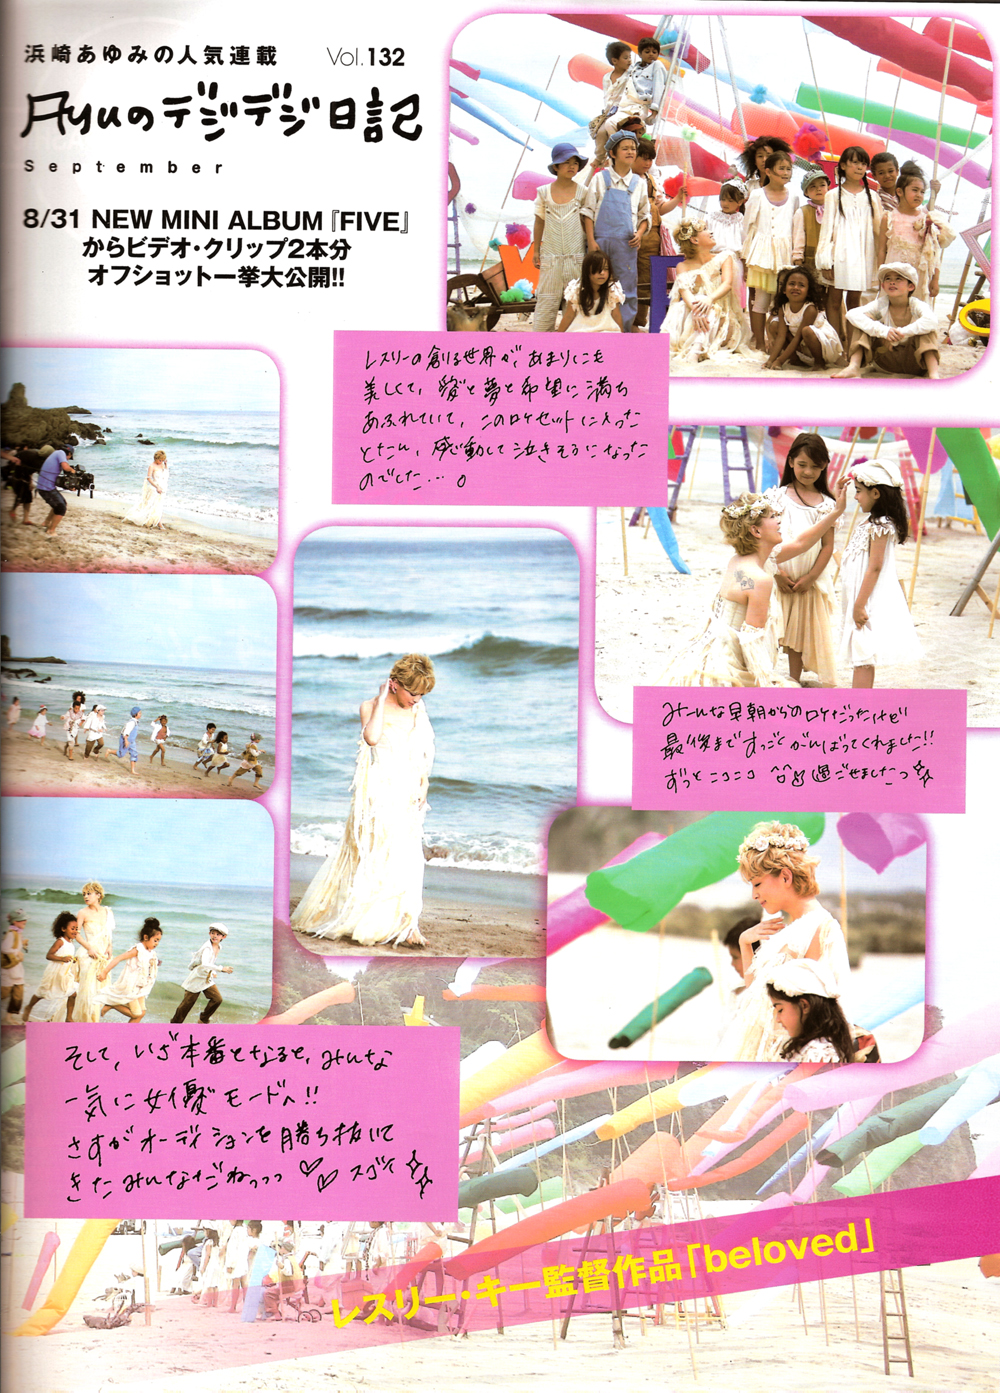 浜崎あゆみの人気連載 Vol.132
Ayuのデジデジ日記
September
8/31 NEW MINI ALBUM『FIVE』
からビデオ・クリップ2本分
オフショット一挙大公開!!
レスリーの創る世界が、あまりにも
美しくて、愛と夢と希望に満ち
あふれていて、このロケセットに入った
とたん、感動して泣きそうになった
のでした…。
みーんな早朝からのロケだったけど
最後まですっごくがんばってくれました!!
ずっとニコニコ 過ごせましたっ
そして、いざ本番となると、みんな
一気に女優モードへ!!
さすがオーディションを勝ち抜いて
きたみんなだねっっっ♡♡スゴイ
レスリー・キー監督作品「beloved」